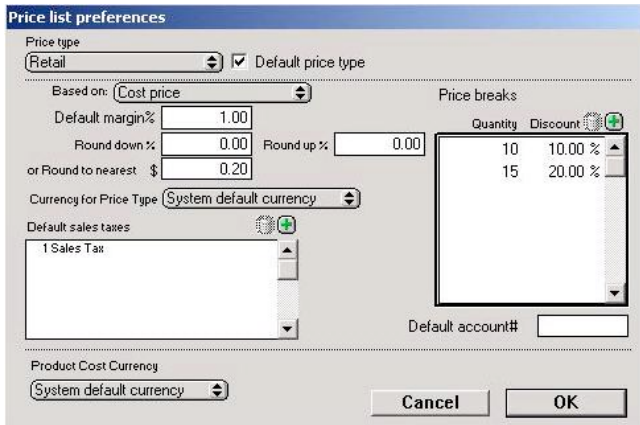 Price list preferences
Price type
Retail Default price type
Based on: Cost price
Price breaks
Default margin% 1.00
Quantity Discount
Round down % 0.00 Round up % 0.00
10 10.00 %
or Round to nearest $ 0.20
15 20.00 %
Currency for Price Type System default currency
Default sales taxes
1 Sales Tax
Default account#
Product Cost Currency
System default currency
Cancel OK